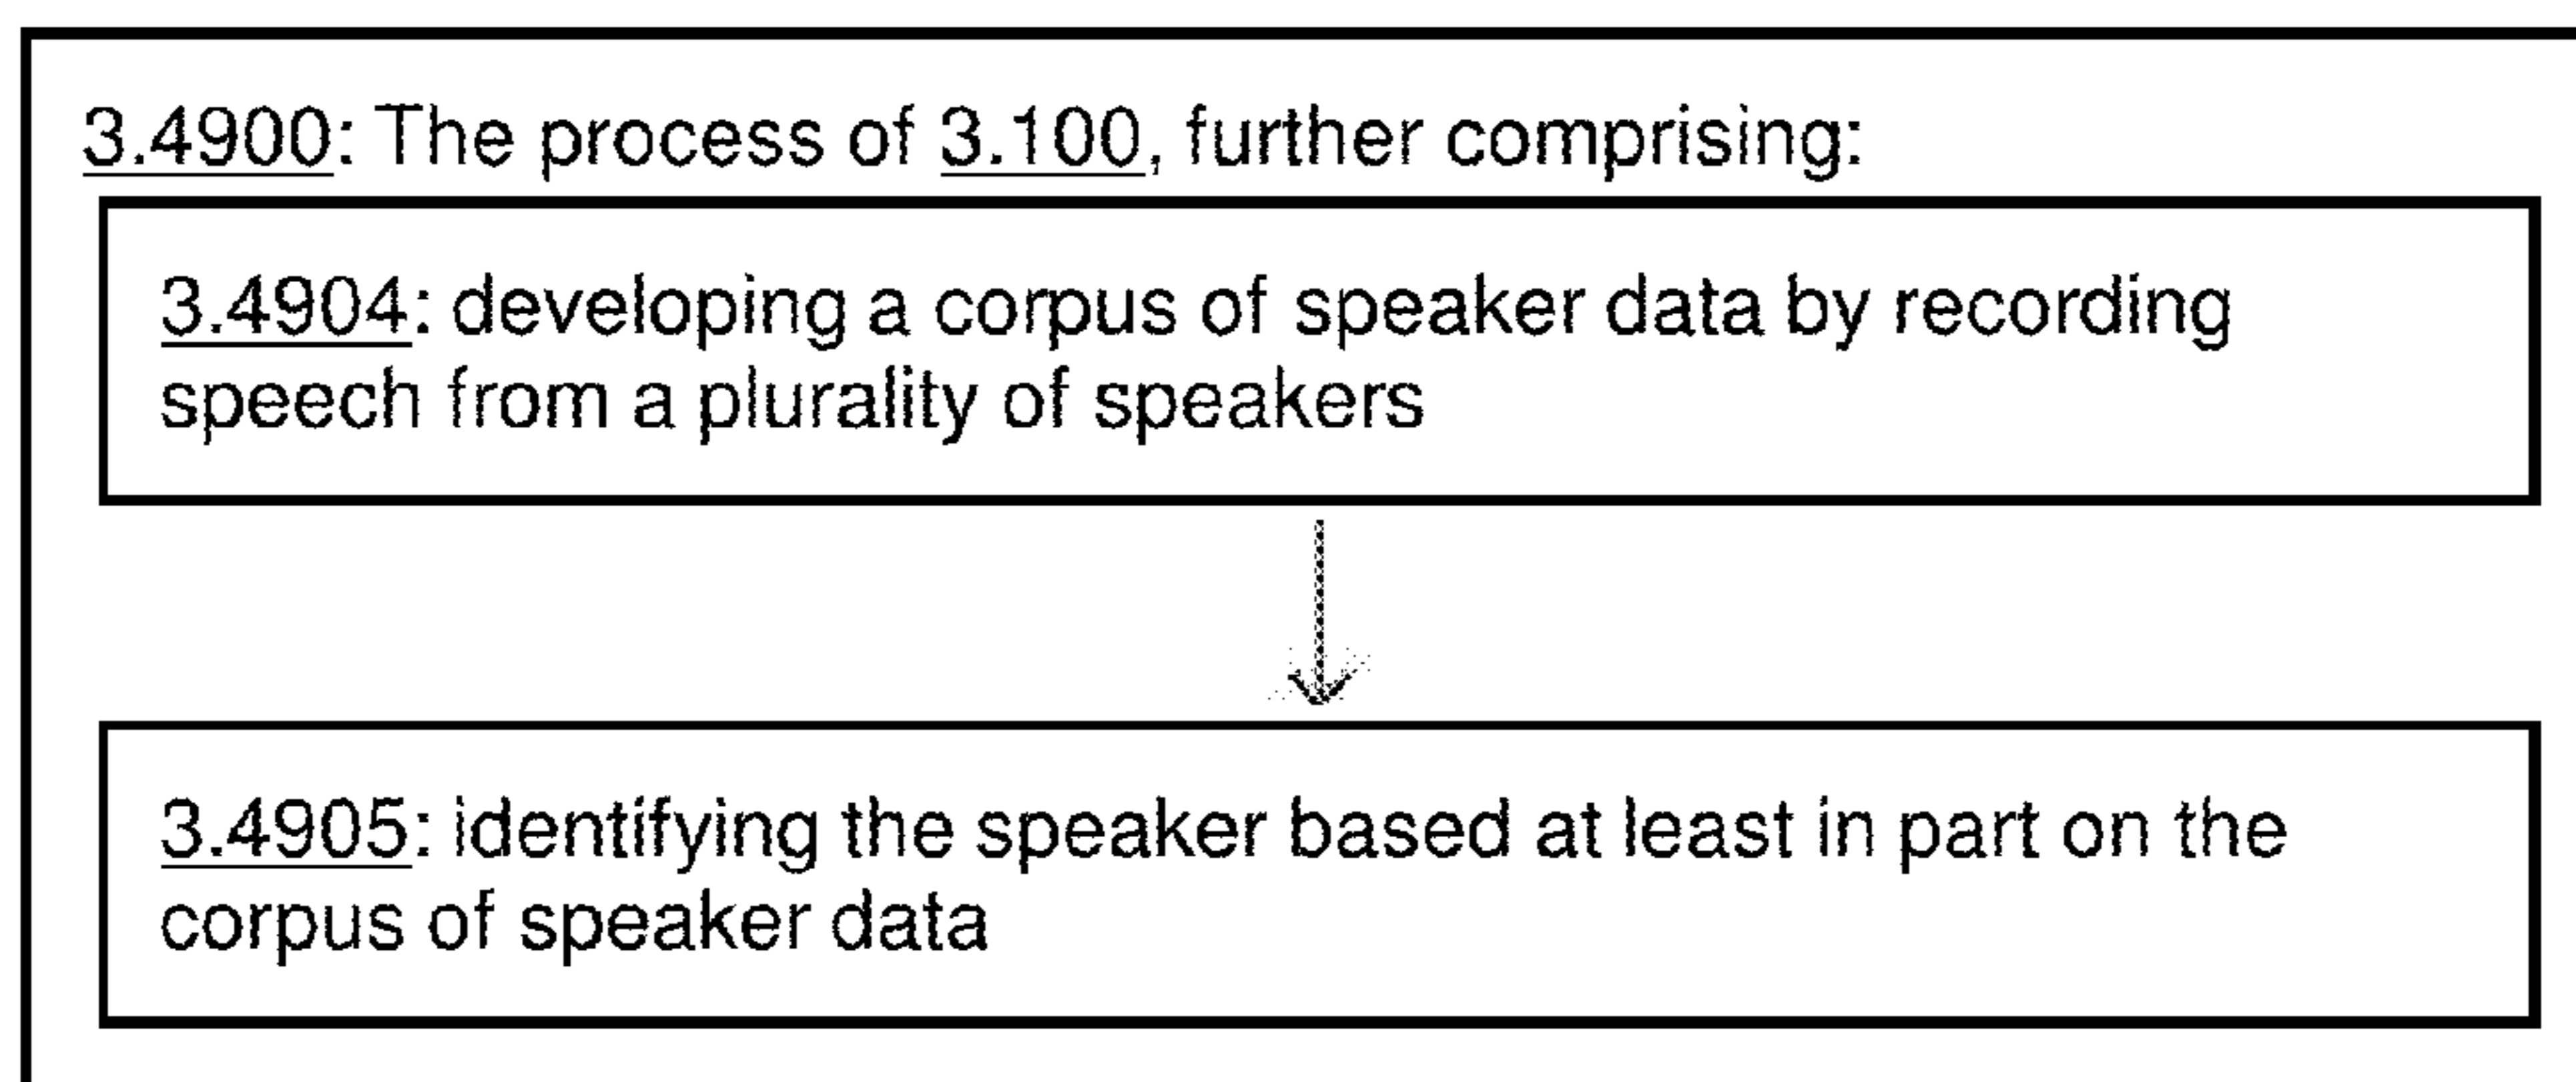 3.4900: The process of 3.100, further comprising:
3.4904: developing a corpus of speaker data by recording
speech from a plurality of speakers
3.4905: identifying the speaker based at least in part on the
corpus of speaker data